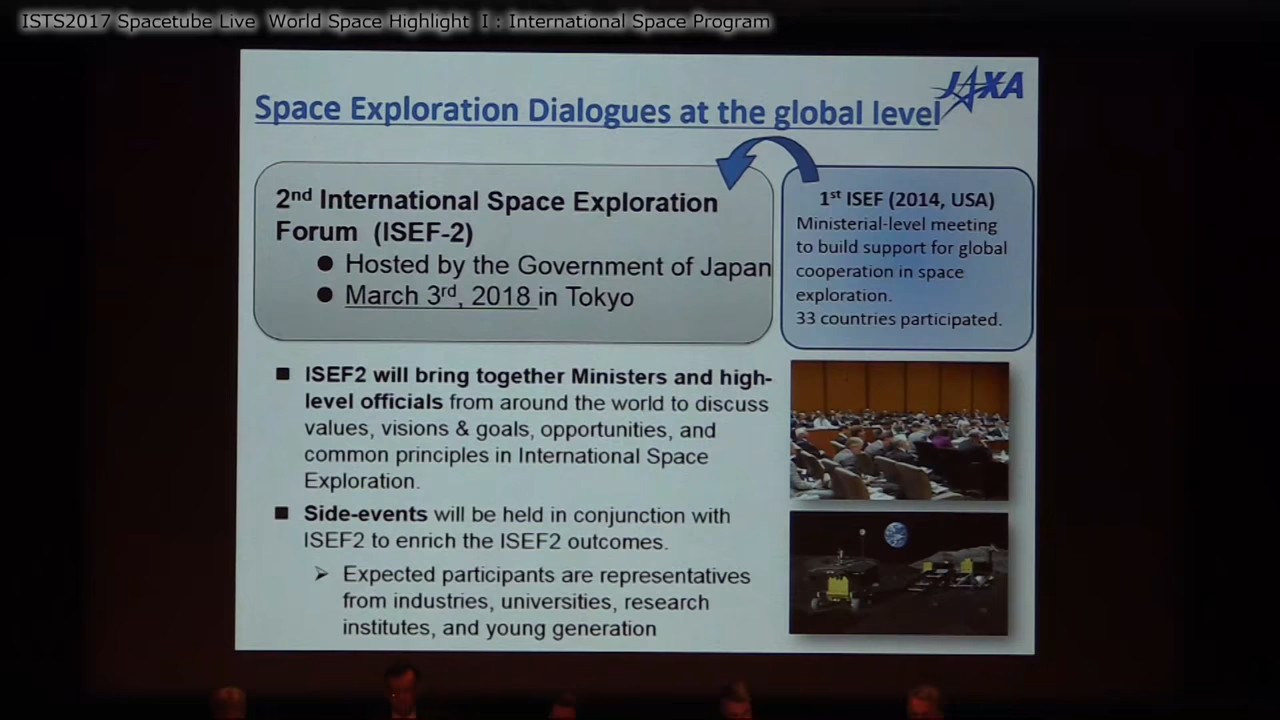 ISTS2017 Spacetube Live World Space Highlight I : International Space Program
JAXA
Space Exploration Dialogues at the global level
2nd International Space Exploration
Forum (ISEF-2)
● Hosted by the Government of Japan
● March 3rd, 2018 in Tokyo
1st ISEF (2014, USA)
Ministerial-level meeting
to build support for global
cooperation in space
exploration.
33 countries participated.
■ ISEF2 will bring together Ministers and high-
level officials from around the world to discuss
values, visions & goals, opportunities, and
common principles in International Space
Exploration.
■ Side-events will be held in conjunction with
ISEF2 to enrich the ISEF2 outcomes.
➢ Expected participants are representatives
from industries, universities, research
institutes, and young generation